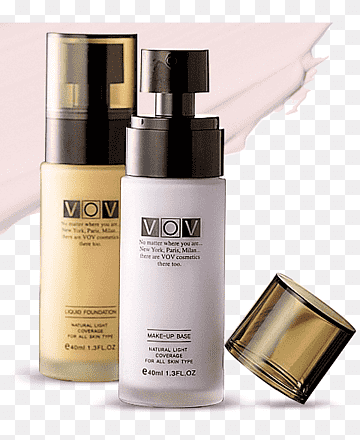 VOV
No matter where you are...
New York, Paris, Milan...
there are VOV cosmetics
there too.
LIQUID FOUNDATION
NATURAL LIGHT
COVERAGE
FOR ALL SKIN TYPE
e40ml 1.3FL.OZ
VOV
No matter where you are...
New York, Paris, Milan...
there are VOV cosmetics
there too.
MAKE-UP BASE
NATURAL LIGHT
COVERAGE
FOR ALL SKIN TYPE
e40ml 1.3FL.OZ